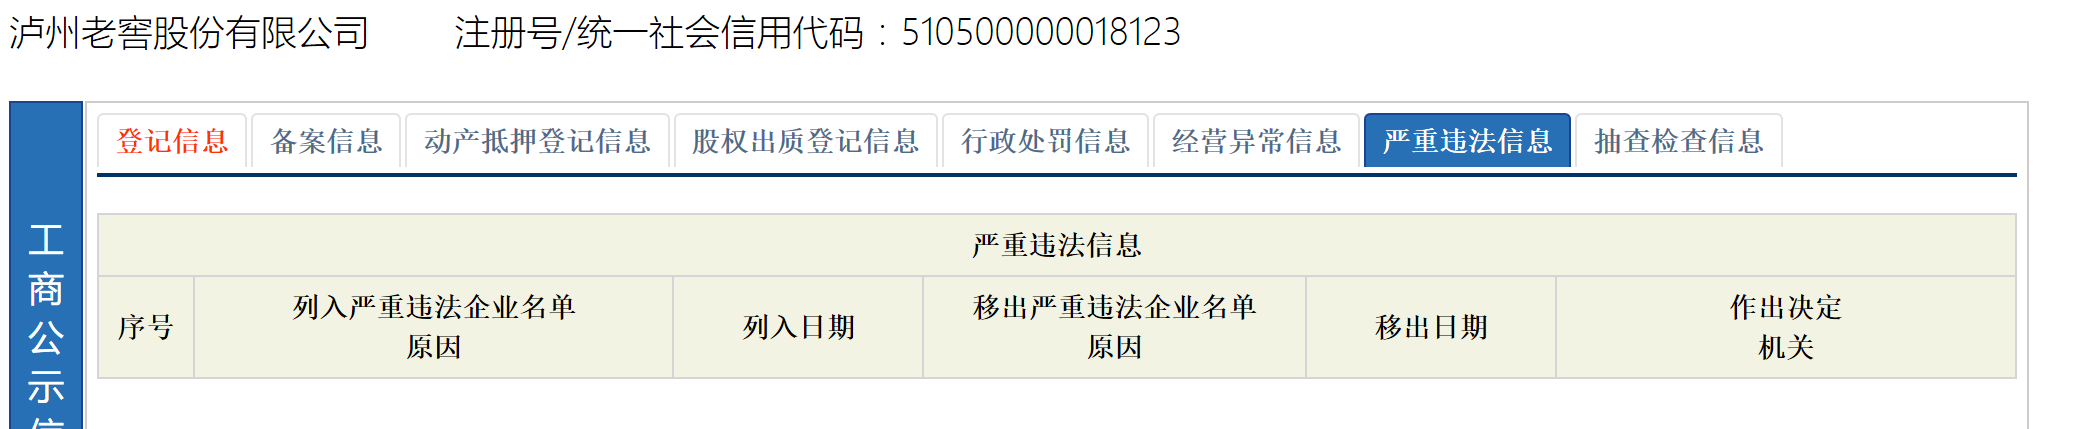 泸州老窖股份有限公司 注册号/统一社会信用代码：510500000018123
登记信息 备案信息 动产抵押登记信息 股权出质登记信息 行政处罚信息 经营异常信息 严重违法信息 抽查检查信息
工商公示
严重违法信息
序号 列入严重违法企业名单原因 列入日期 移出严重违法企业名单原因 移出日期 作出决定机关